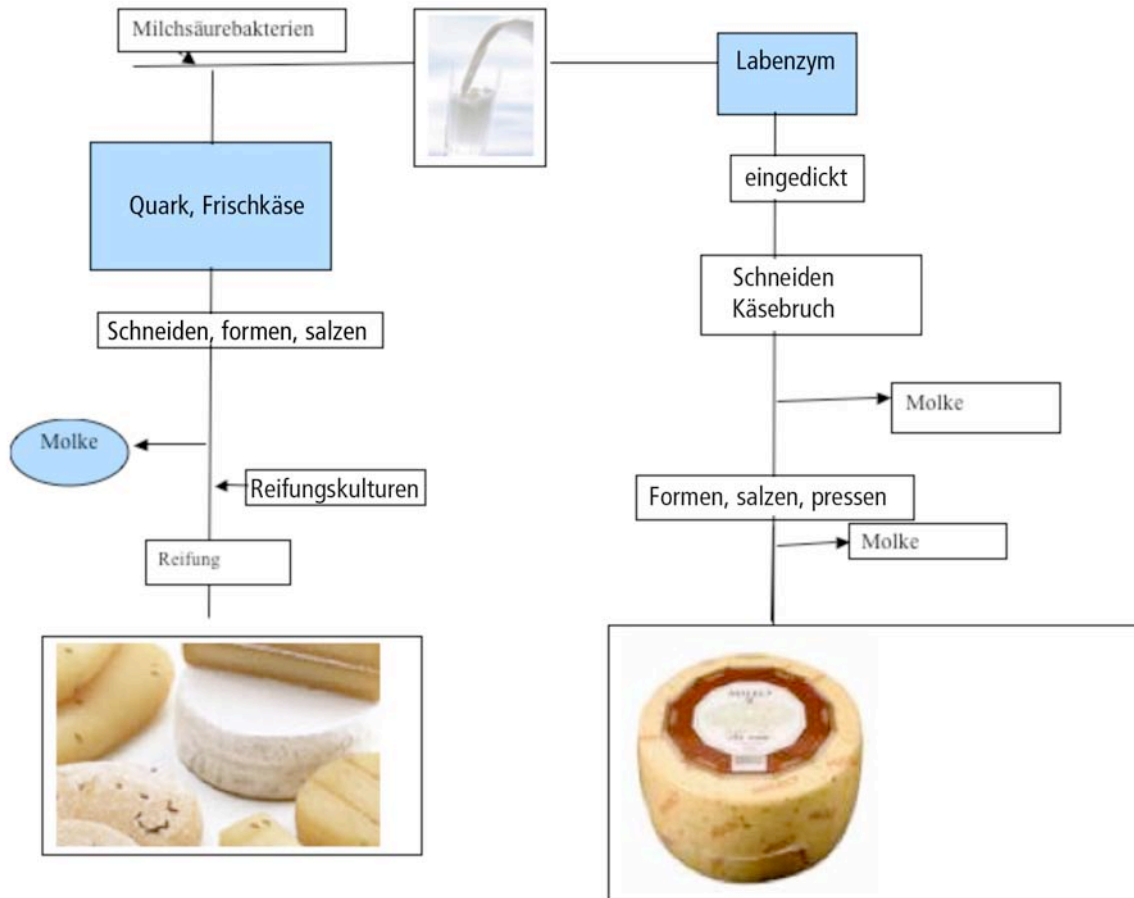 Milchsäurebakterien
Labenzym
eingedickt
Quark, Frischkäse
Schneiden
Käsebruch
Schneiden, formen, salzen
Molke
Molke
Reifungskulturen
Formen, salzen, pressen
Molke
Reifung